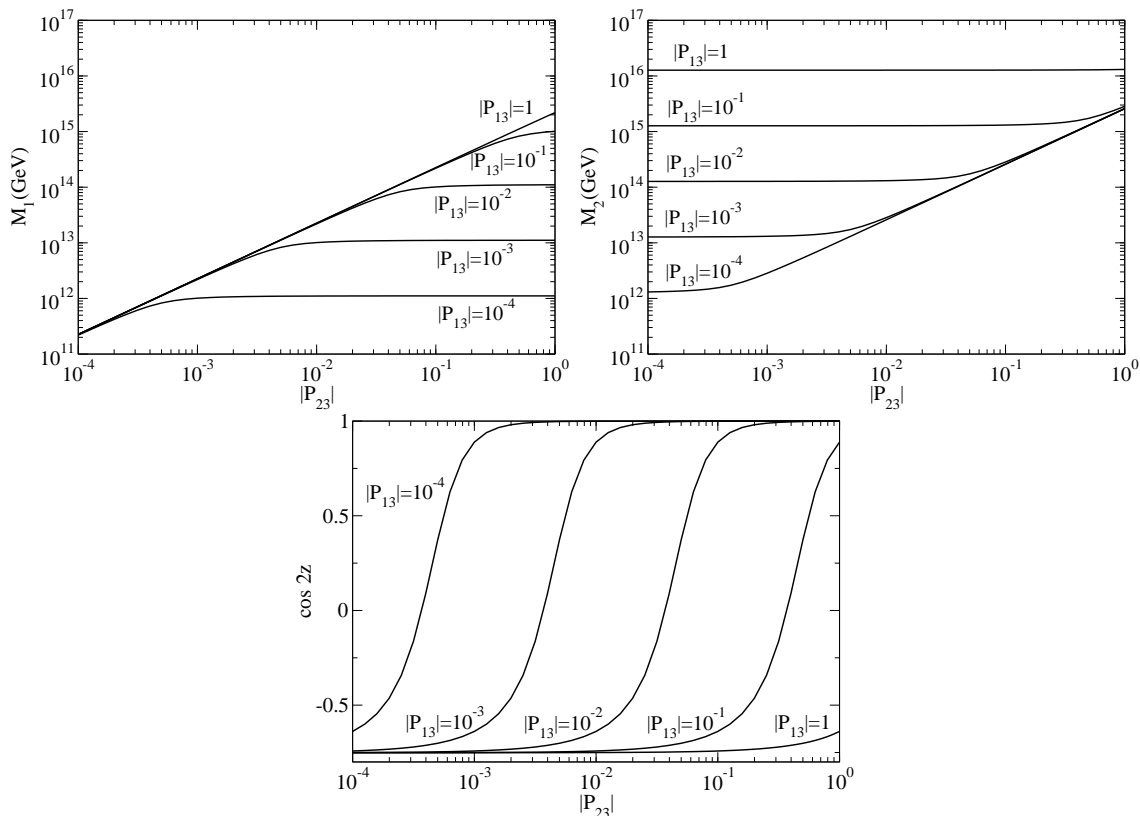 10^17
10^16
10^15
10^14
10^13
10^12
10^11
M_1(GeV)
|P_13|=1
|P_13|=10^-1
|P_13|=10^-2
|P_13|=10^-3
|P_13|=10^-4
10^-4 10^-3 10^-2 10^-1 10^0
|P_23|
10^17
10^16
10^15
10^14
10^13
10^12
10^11
M_2(GeV)
|P_13|=1
|P_13|=10^-1
|P_13|=10^-2
|P_13|=10^-3
|P_13|=10^-4
10^-4 10^-3 10^-2 10^-1 10^0
|P_23|
1
0.5
0
-0.5
cos 2z
|P_13|=10^-4
|P_13|=10^-3 |P_13|=10^-2 |P_13|=10^-1 |P_13|=1
10^-4 10^-3 10^-2 10^-1 10^0
|P_23|